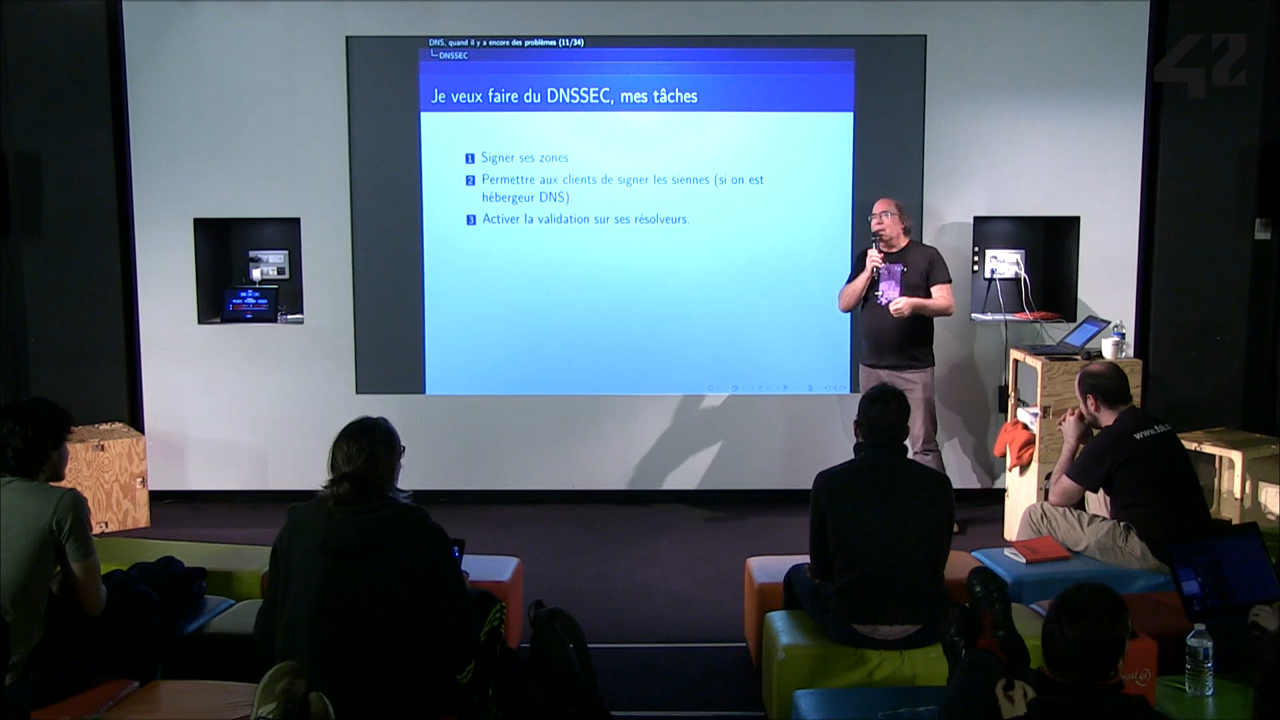 DNS, quand il y a encore des problèmes (11/34)
DNSSEC
Je veux faire du DNSSEC, mes tâches
1 Signer ses zones.
2 Permettre aux clients de signer les siennes (si on est
hébergeur DNS).
3 Activer la validation sur ses résolveurs.
42